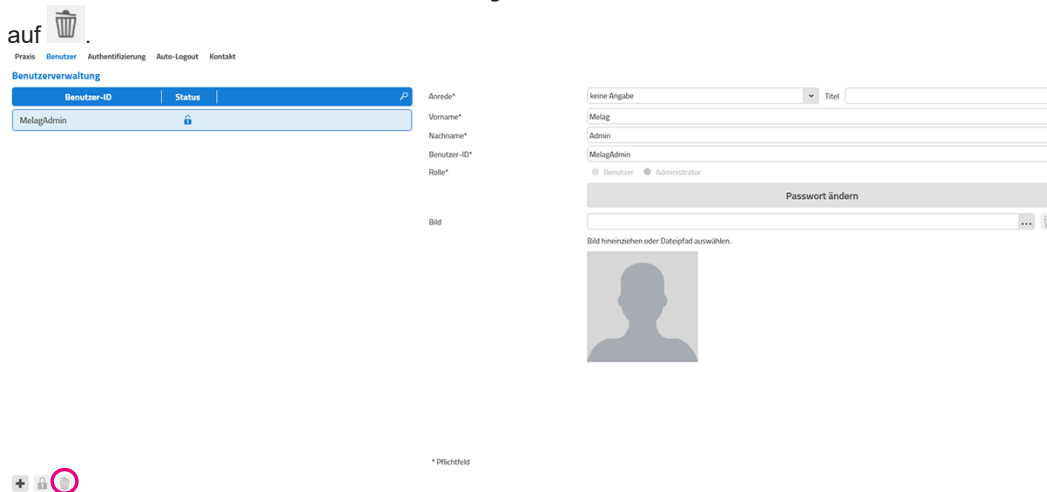 auf .
Praxis Benutzer Authentifizierung Auto-Logout Kontakt
Benutzerverwaltung
Benutzer-ID Status
MelagAdmin
Anrede* keine Angabe Titel
Vorname* Melag
Nachname* Admin
Benutzer-ID* MelagAdmin
Rolle* Benutzer Administrator
Passwort ändern
Bild ...
Bild hineinziehen oder Dateipfad auswählen.
* Pflichtfeld